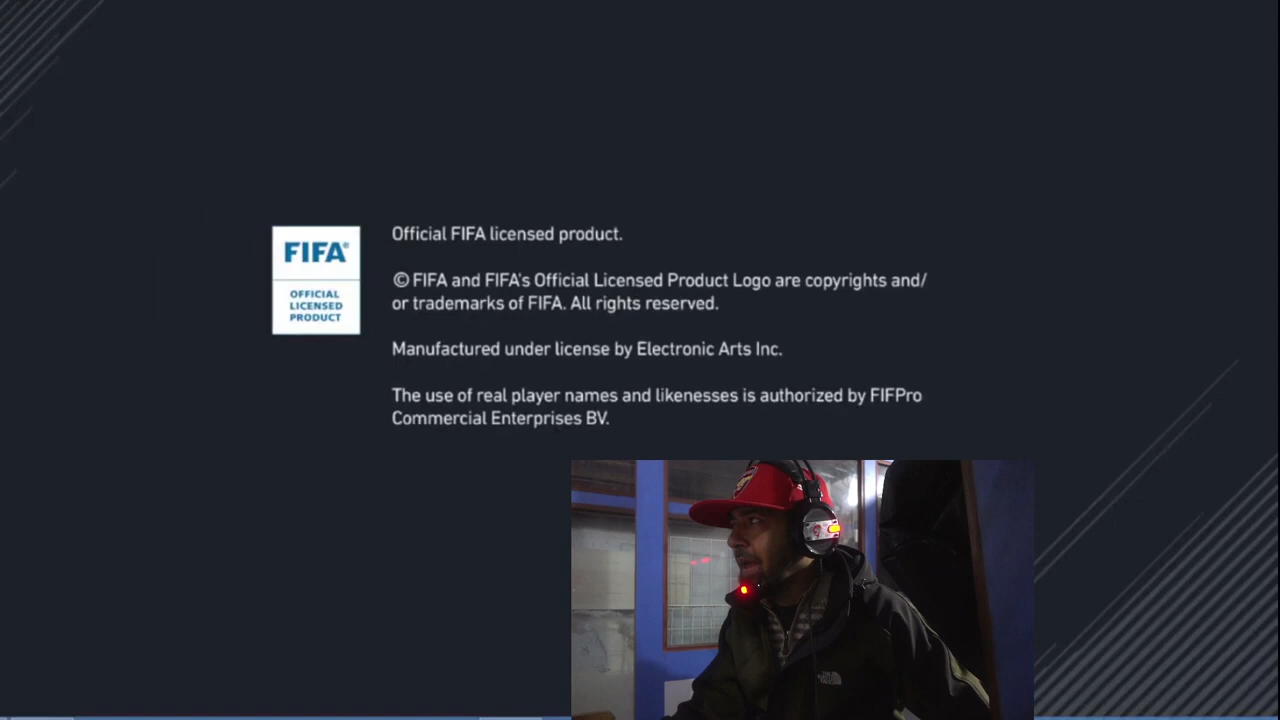 FIFA®
OFFICIAL
LICENSED
PRODUCT
Official FIFA licensed product.
© FIFA and FIFA's Official Licensed Product Logo are copyrights and/
or trademarks of FIFA. All rights reserved.
Manufactured under license by Electronic Arts Inc.
The use of real player names and likenesses is authorized by FIFPro
Commercial Enterprises BV.